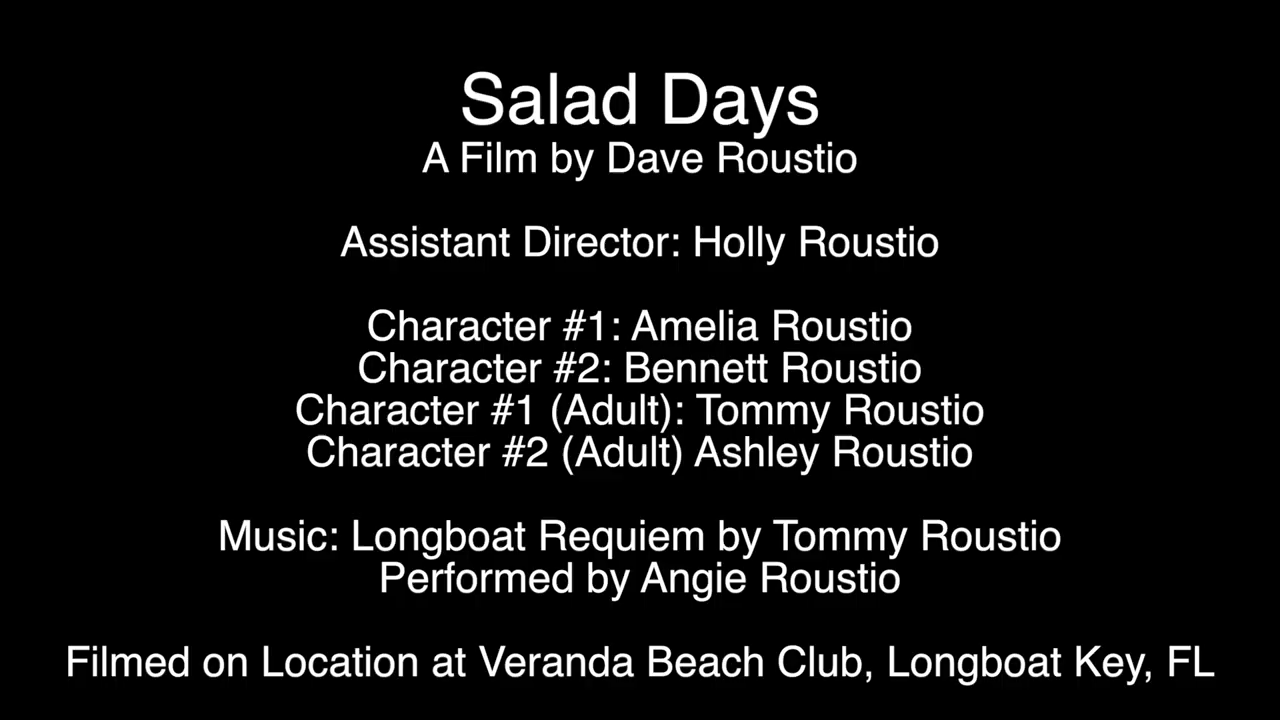 Salad Days
A Film by Dave Roustio
Assistant Director: Holly Roustio
Character #1: Amelia Roustio
Character #2: Bennett Roustio
Character #1 (Adult): Tommy Roustio
Character #2 (Adult) Ashley Roustio
Music: Longboat Requiem by Tommy Roustio
Performed by Angie Roustio
Filmed on Location at Veranda Beach Club, Longboat Key, FL